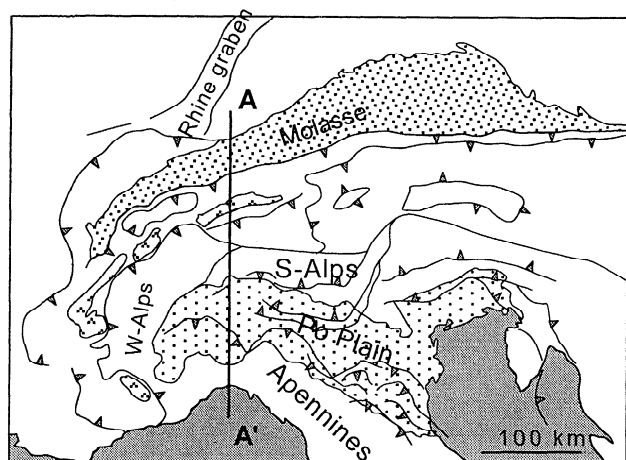 Rhine graben
A
Molasse
S-Alps
W-Alps
Po Plain
Apennines
A'
100 km